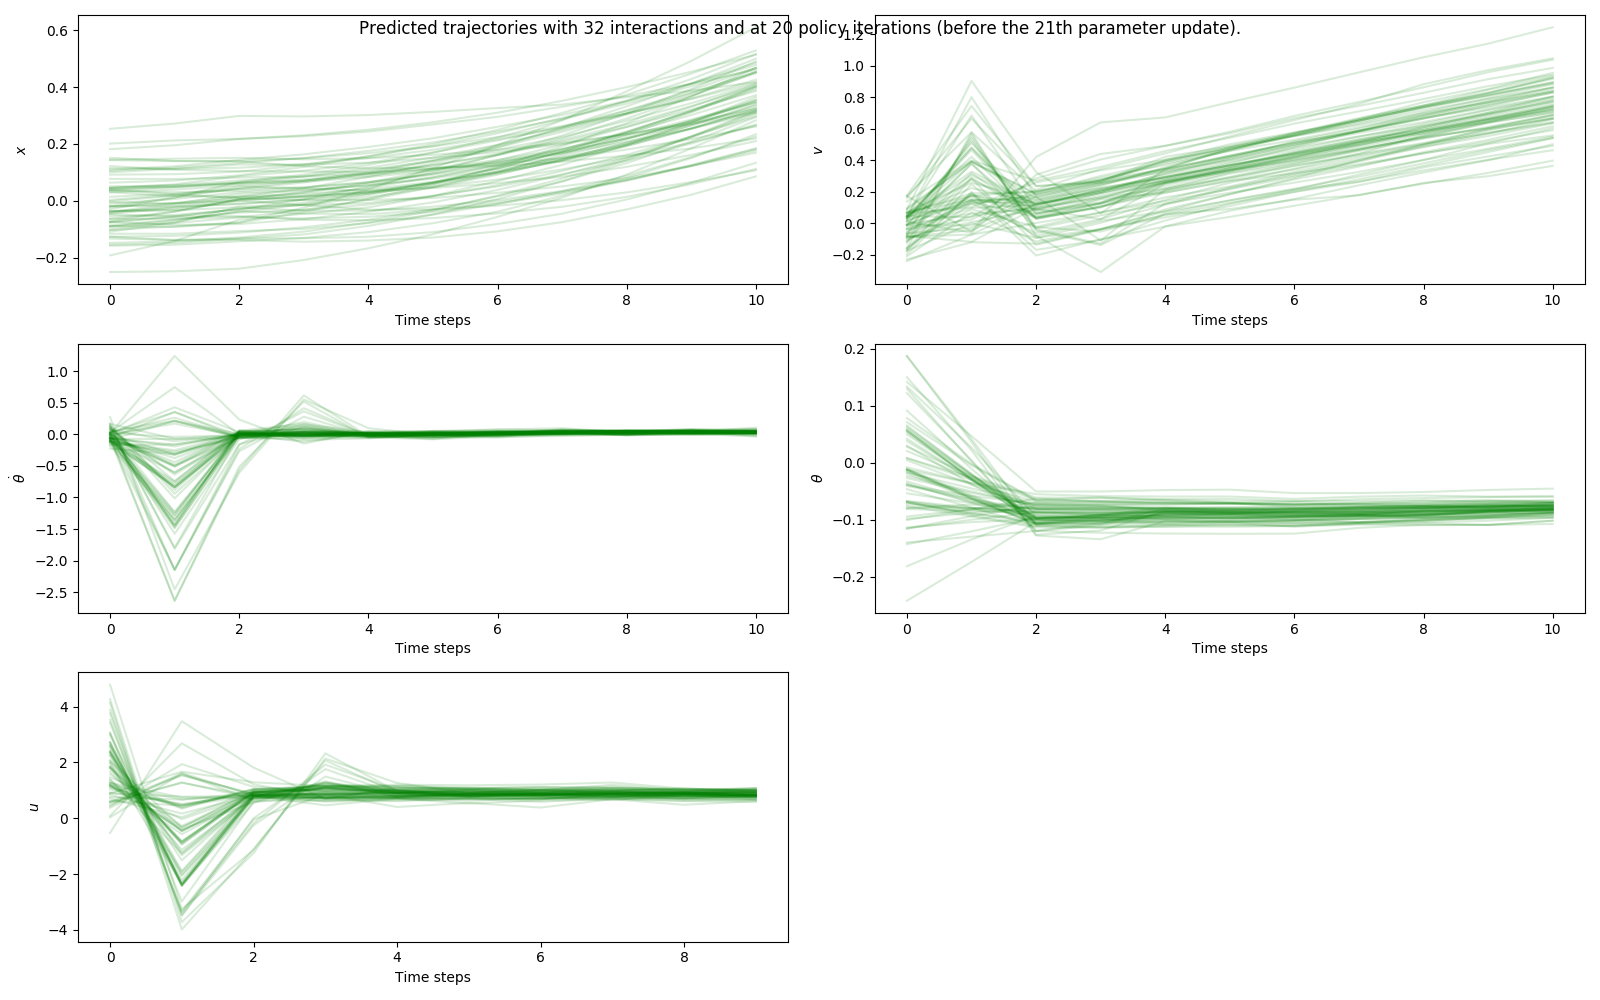 Predicted trajectories with 32 interactions and at 20 policy iterations (before the 21th parameter update).
0.6
0.4
0.2
0.0
−0.2
x
0 2 4 6 8 10
Time steps
1.2
1.0
0.8
0.6
0.4
0.2
0.0
−0.2
v
0 2 4 6 8 10
Time steps
1.0
0.5
0.0
−0.5
−1.0
−1.5
−2.0
−2.5
θ̇
0 2 4 6 8 10
Time steps
0.2
0.1
0.0
−0.1
−0.2
θ
0 2 4 6 8 10
Time steps
4
2
0
−2
−4
u
0 2 4 6 8
Time steps